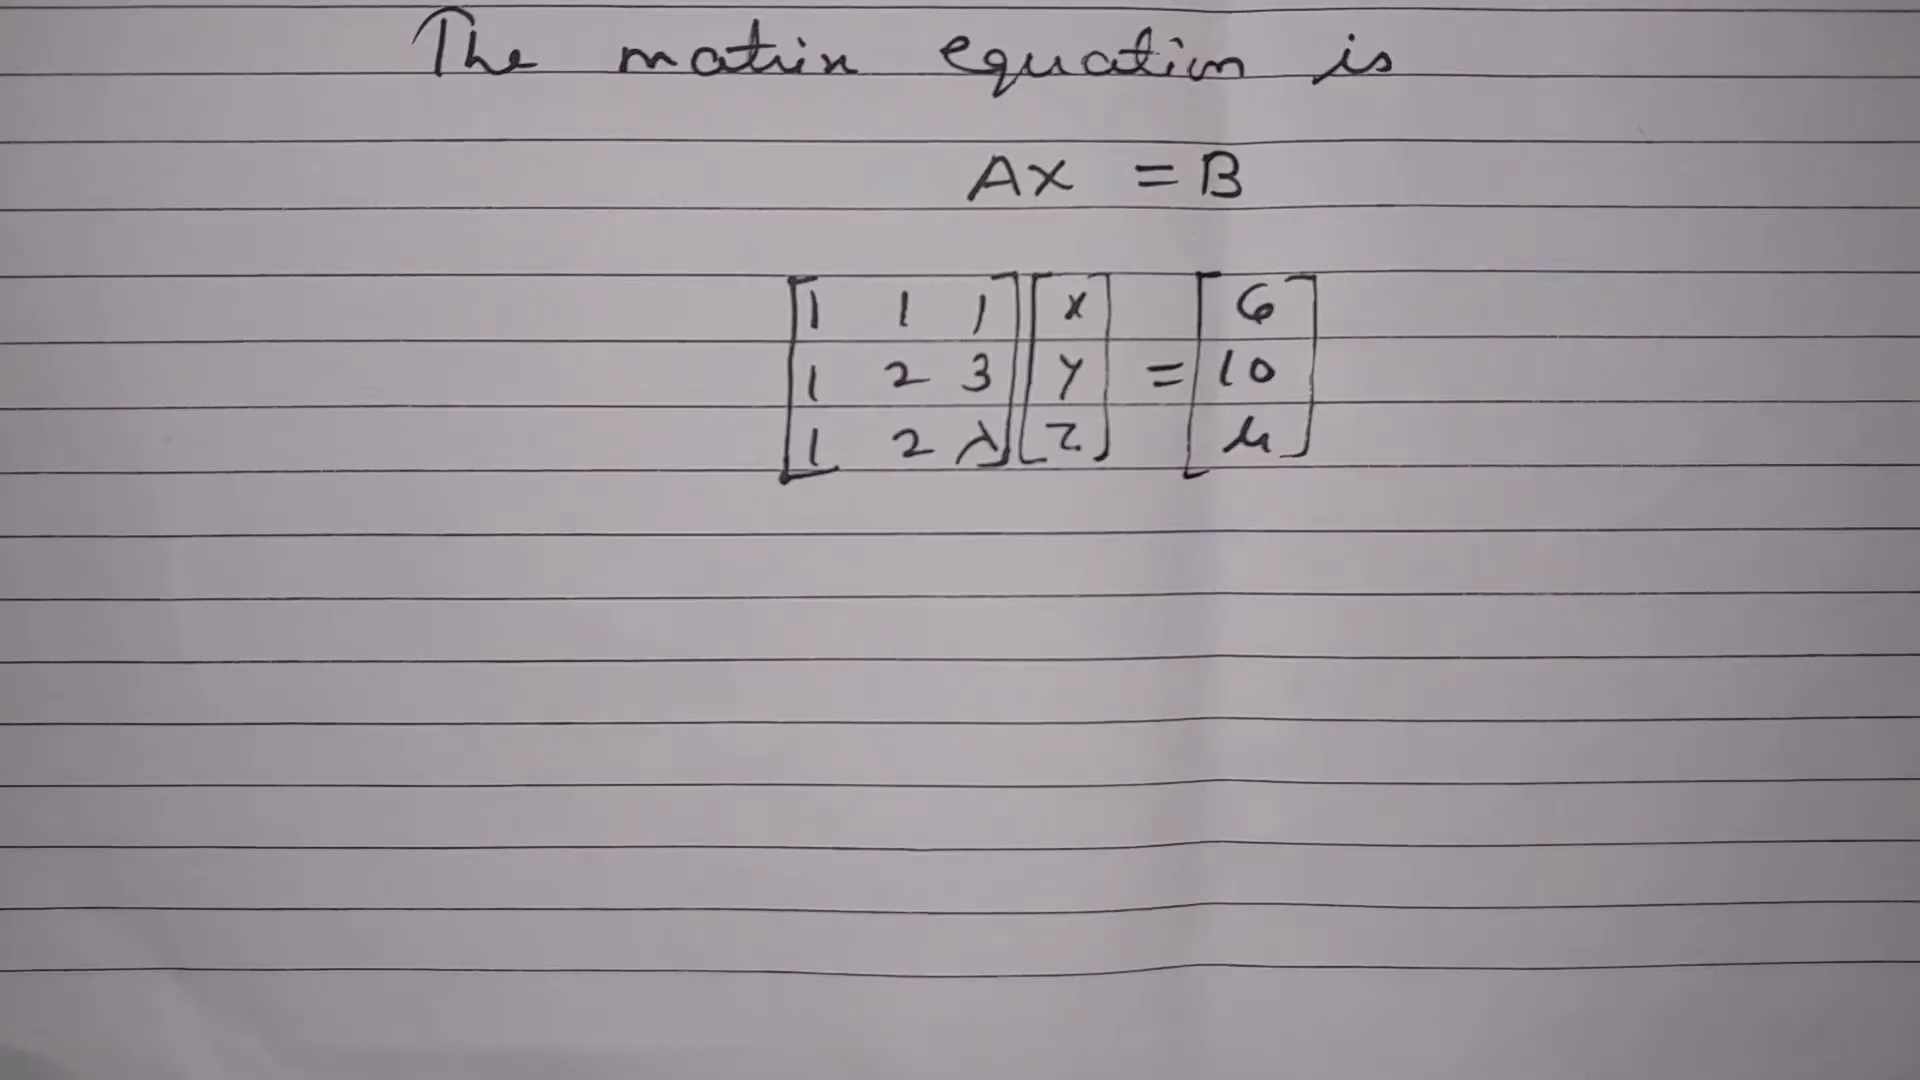 The matrix equation is
AX = B
[1 1 1] [x] = [6]
[1 2 3] [y] = [10]
[1 2 λ] [z] = [μ]